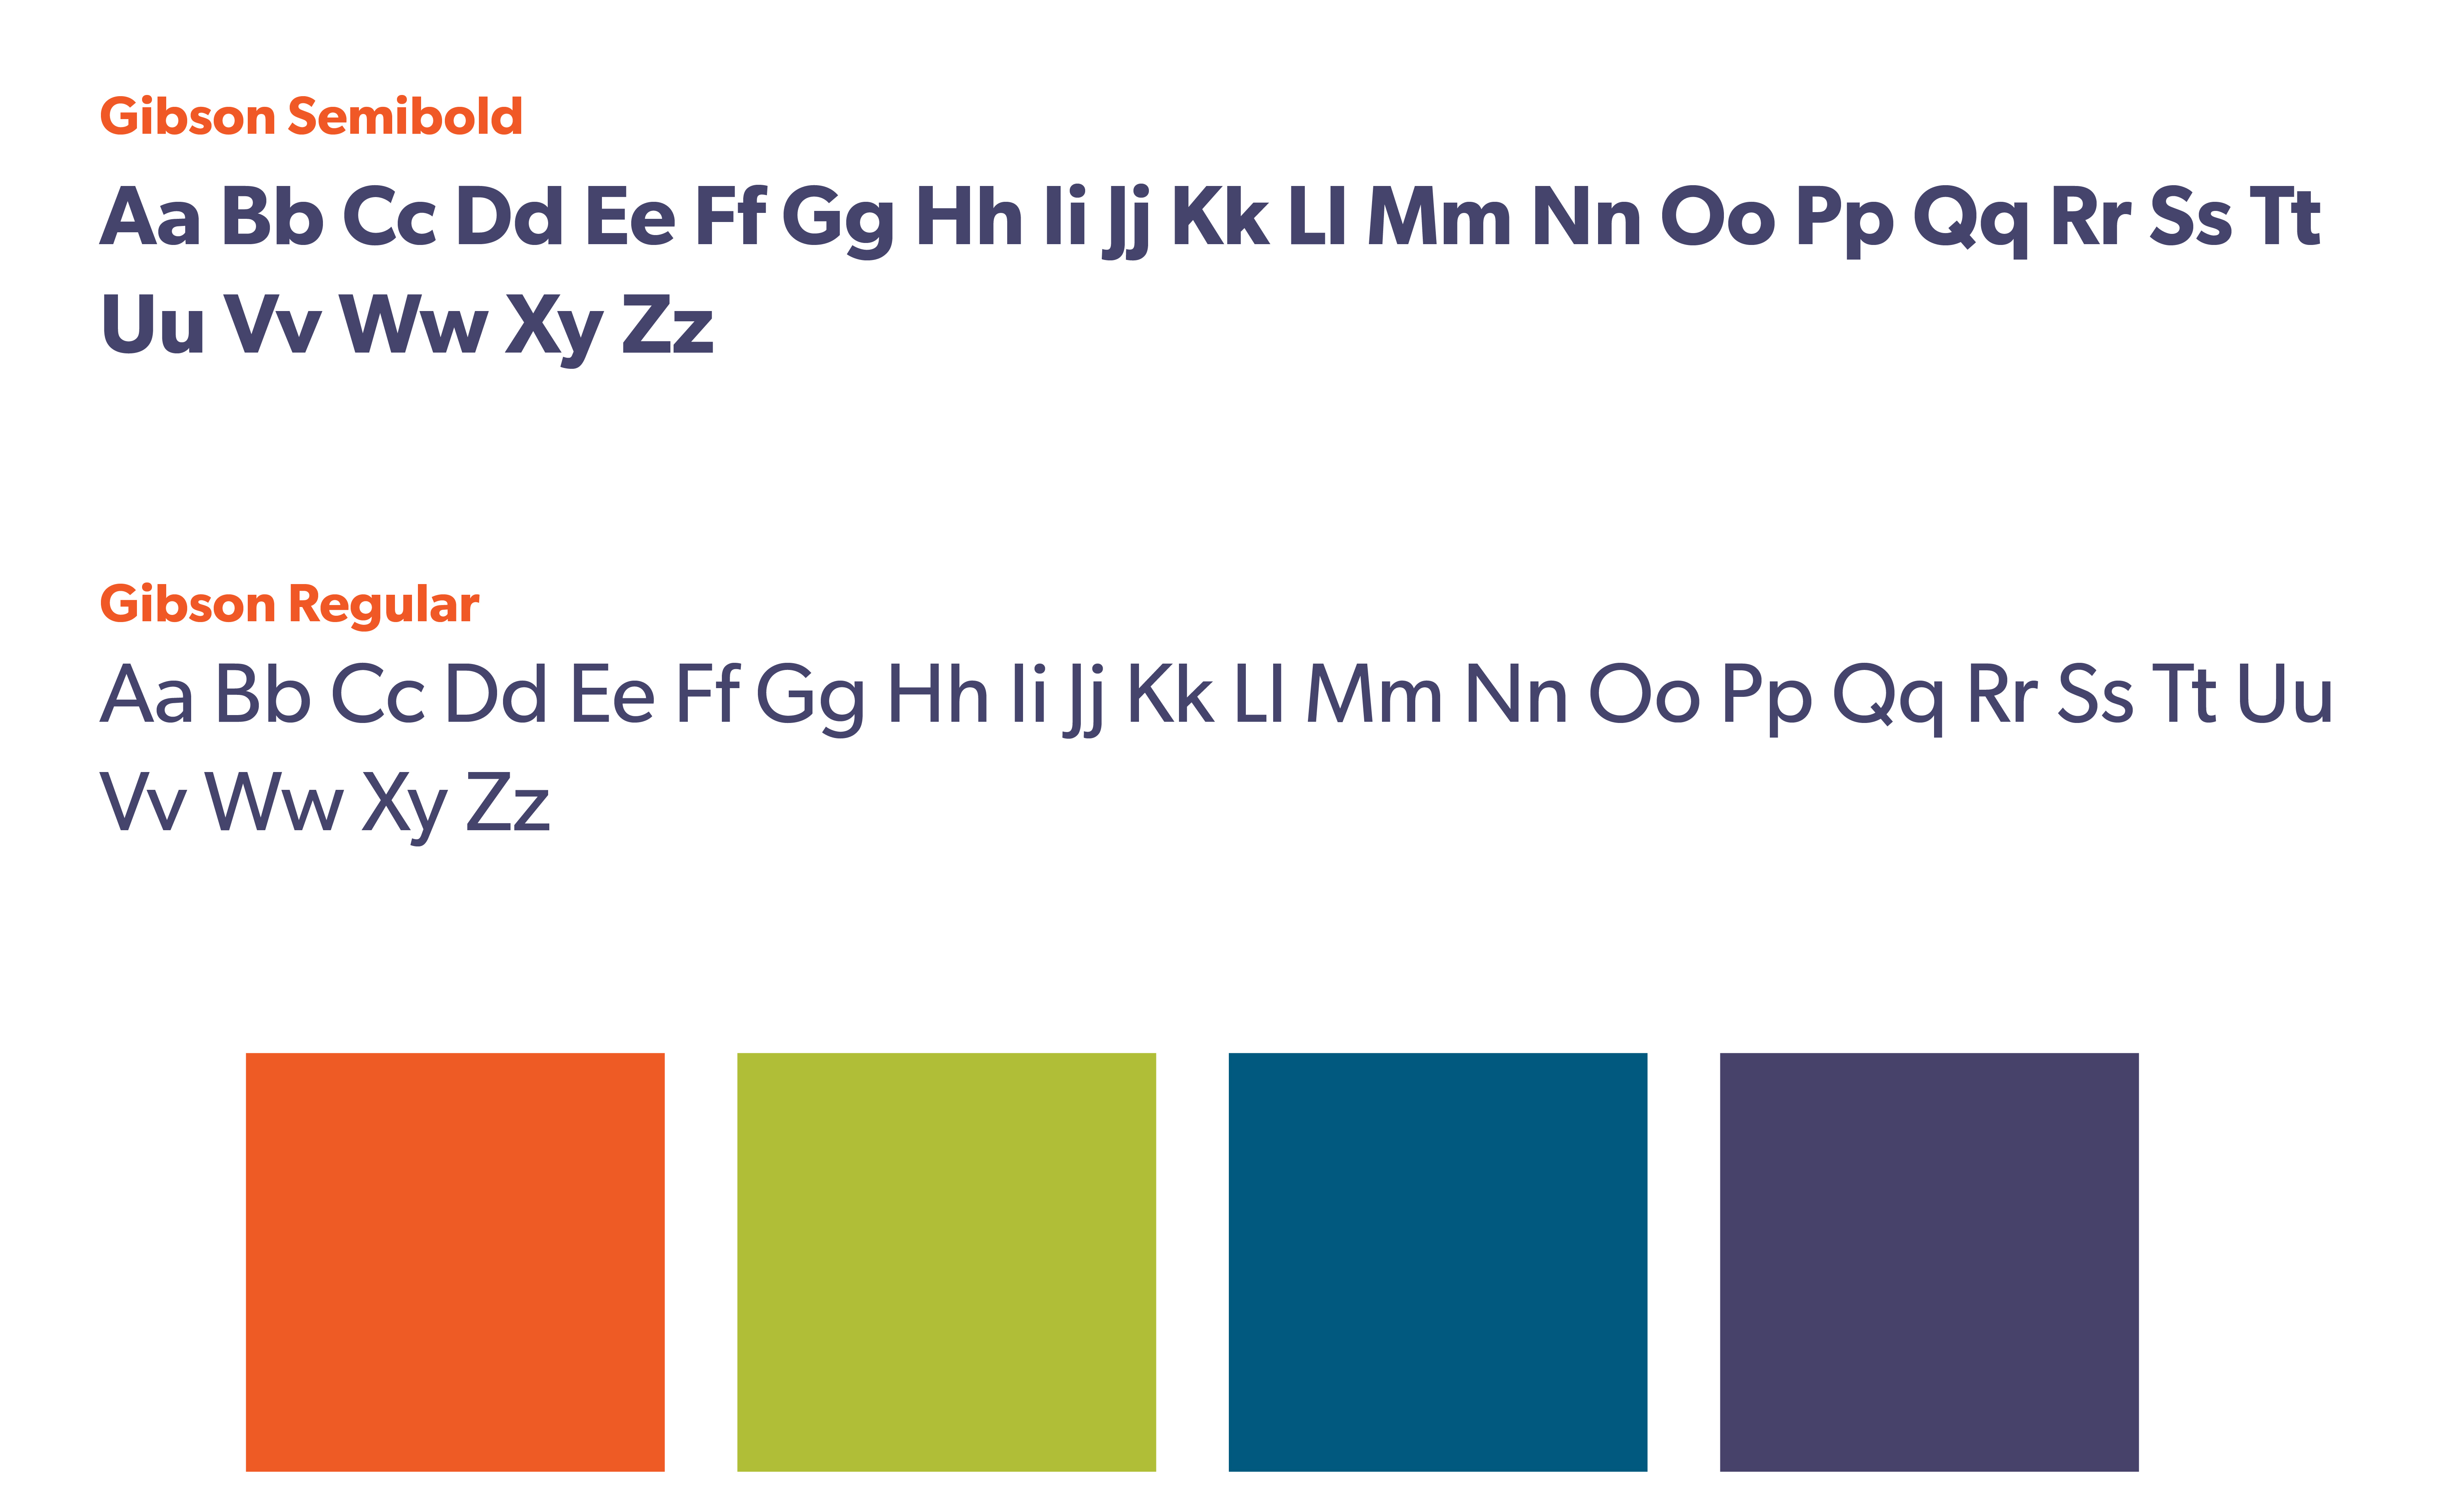 Gibson Semibold
Aa Bb Cc Dd Ee Ff Gg Hh Ii Jj Kk Ll Mm Nn Oo Pp Qq Rr Ss Tt
Uu Vv Ww Xy Zz
Gibson Regular
Aa Bb Cc Dd Ee Ff Gg Hh Ii Jj Kk Ll Mm Nn Oo Pp Qq Rr Ss Tt Uu
Vv Ww Xy Zz